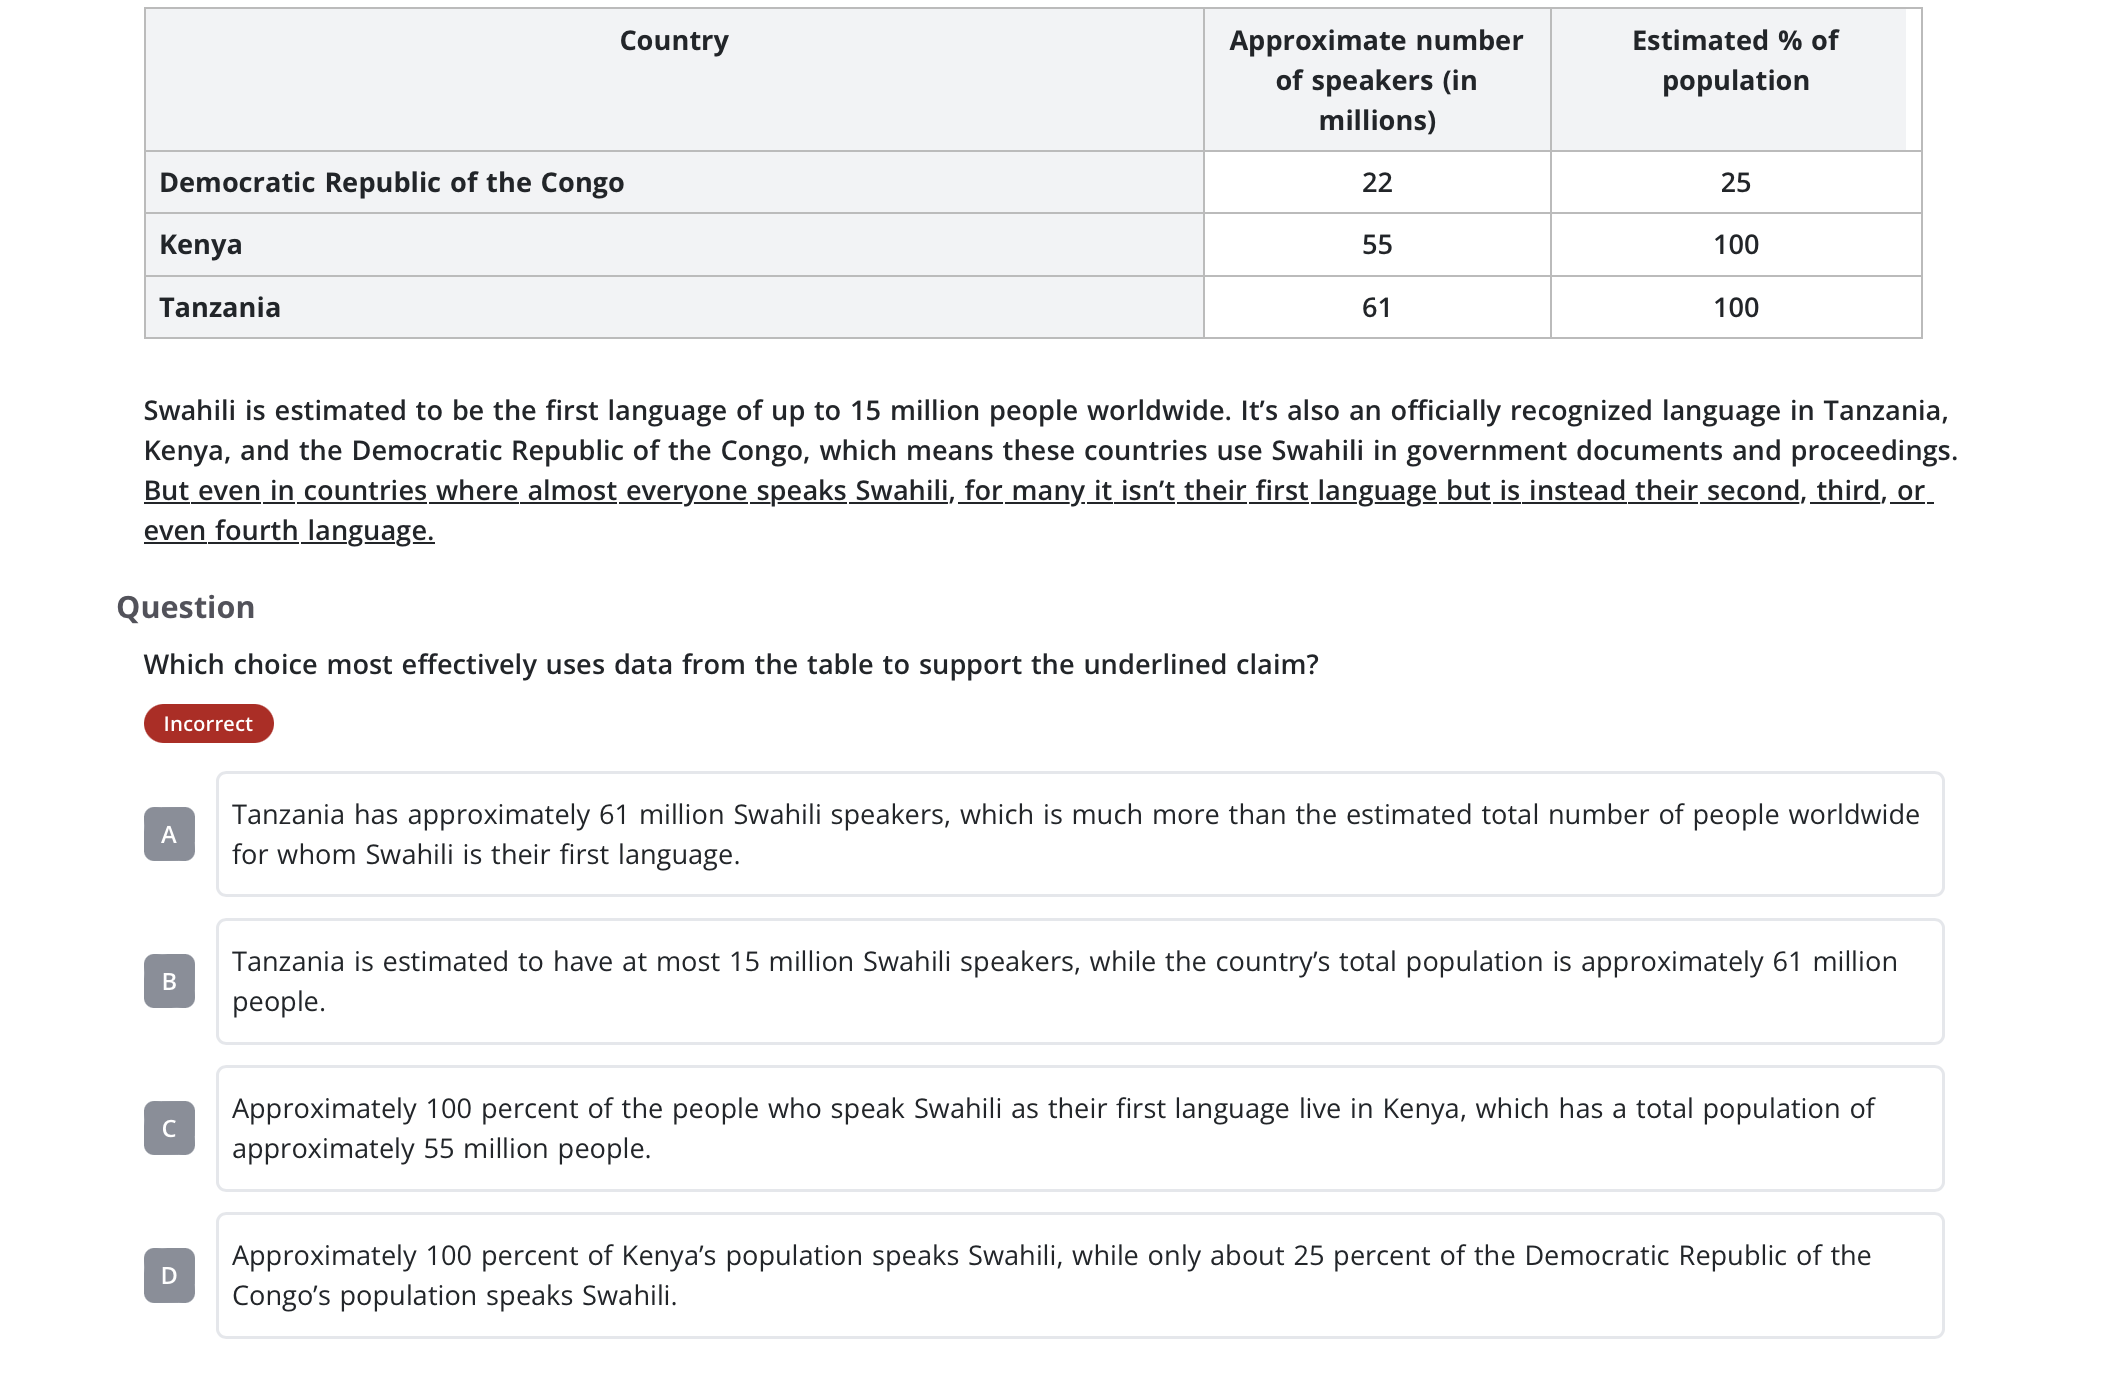 Country
Approximate number
of speakers (in
millions)
Estimated % of
population
Democratic Republic of the Congo 22 25
Kenya 55 100
Tanzania 61 100
Swahili is estimated to be the first language of up to 15 million people worldwide. It’s also an officially recognized language in Tanzania,
Kenya, and the Democratic Republic of the Congo, which means these countries use Swahili in government documents and proceedings.
But even in countries where almost everyone speaks Swahili, for many it isn’t their first language but is instead their second, third, or
even fourth language.
Question
Which choice most effectively uses data from the table to support the underlined claim?
Incorrect
A Tanzania has approximately 61 million Swahili speakers, which is much more than the estimated total number of people worldwide
for whom Swahili is their first language.
B Tanzania is estimated to have at most 15 million Swahili speakers, while the country’s total population is approximately 61 million
people.
C Approximately 100 percent of the people who speak Swahili as their first language live in Kenya, which has a total population of
approximately 55 million people.
D Approximately 100 percent of Kenya’s population speaks Swahili, while only about 25 percent of the Democratic Republic of the
Congo’s population speaks Swahili.